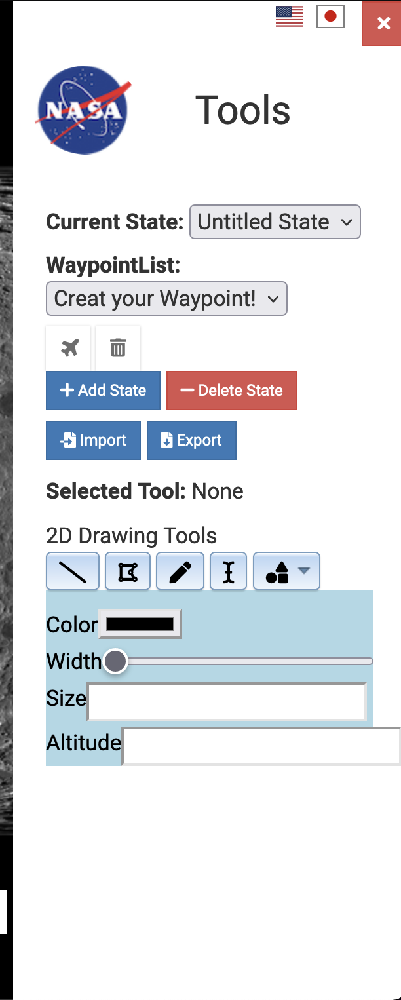 NASA
Tools
Current State: Untitled State
WaypointList:
Creat your Waypoint!
Add State Delete State
Import Export
Selected Tool: None
2D Drawing Tools
Color
Width
Size
Altitude